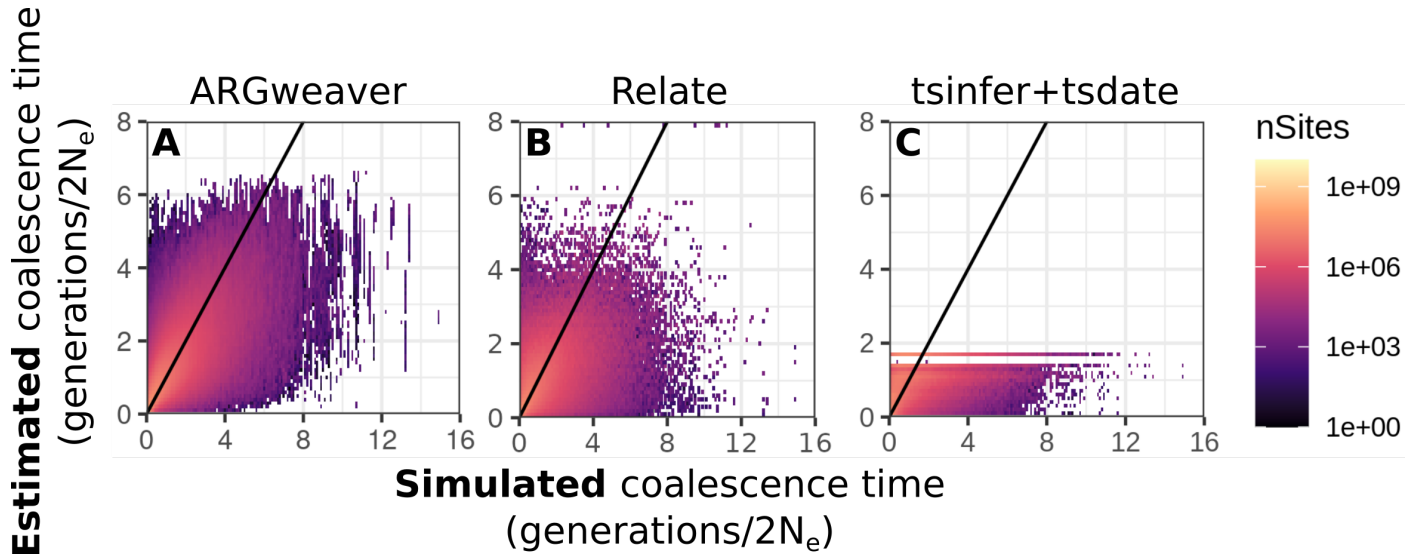 Estimated coalescence time
(generations/2Ne)
ARGweaver
Relate
tsinfer+tsdate
A
8
6
4
2
0
0 4 8 12 16
B
8
6
4
2
0
0 4 8 12 16
C
8
6
4
2
0
0 4 8 12 16
Simulated coalescence time
(generations/2Ne)
nSites
1e+09
1e+06
1e+03
1e+00